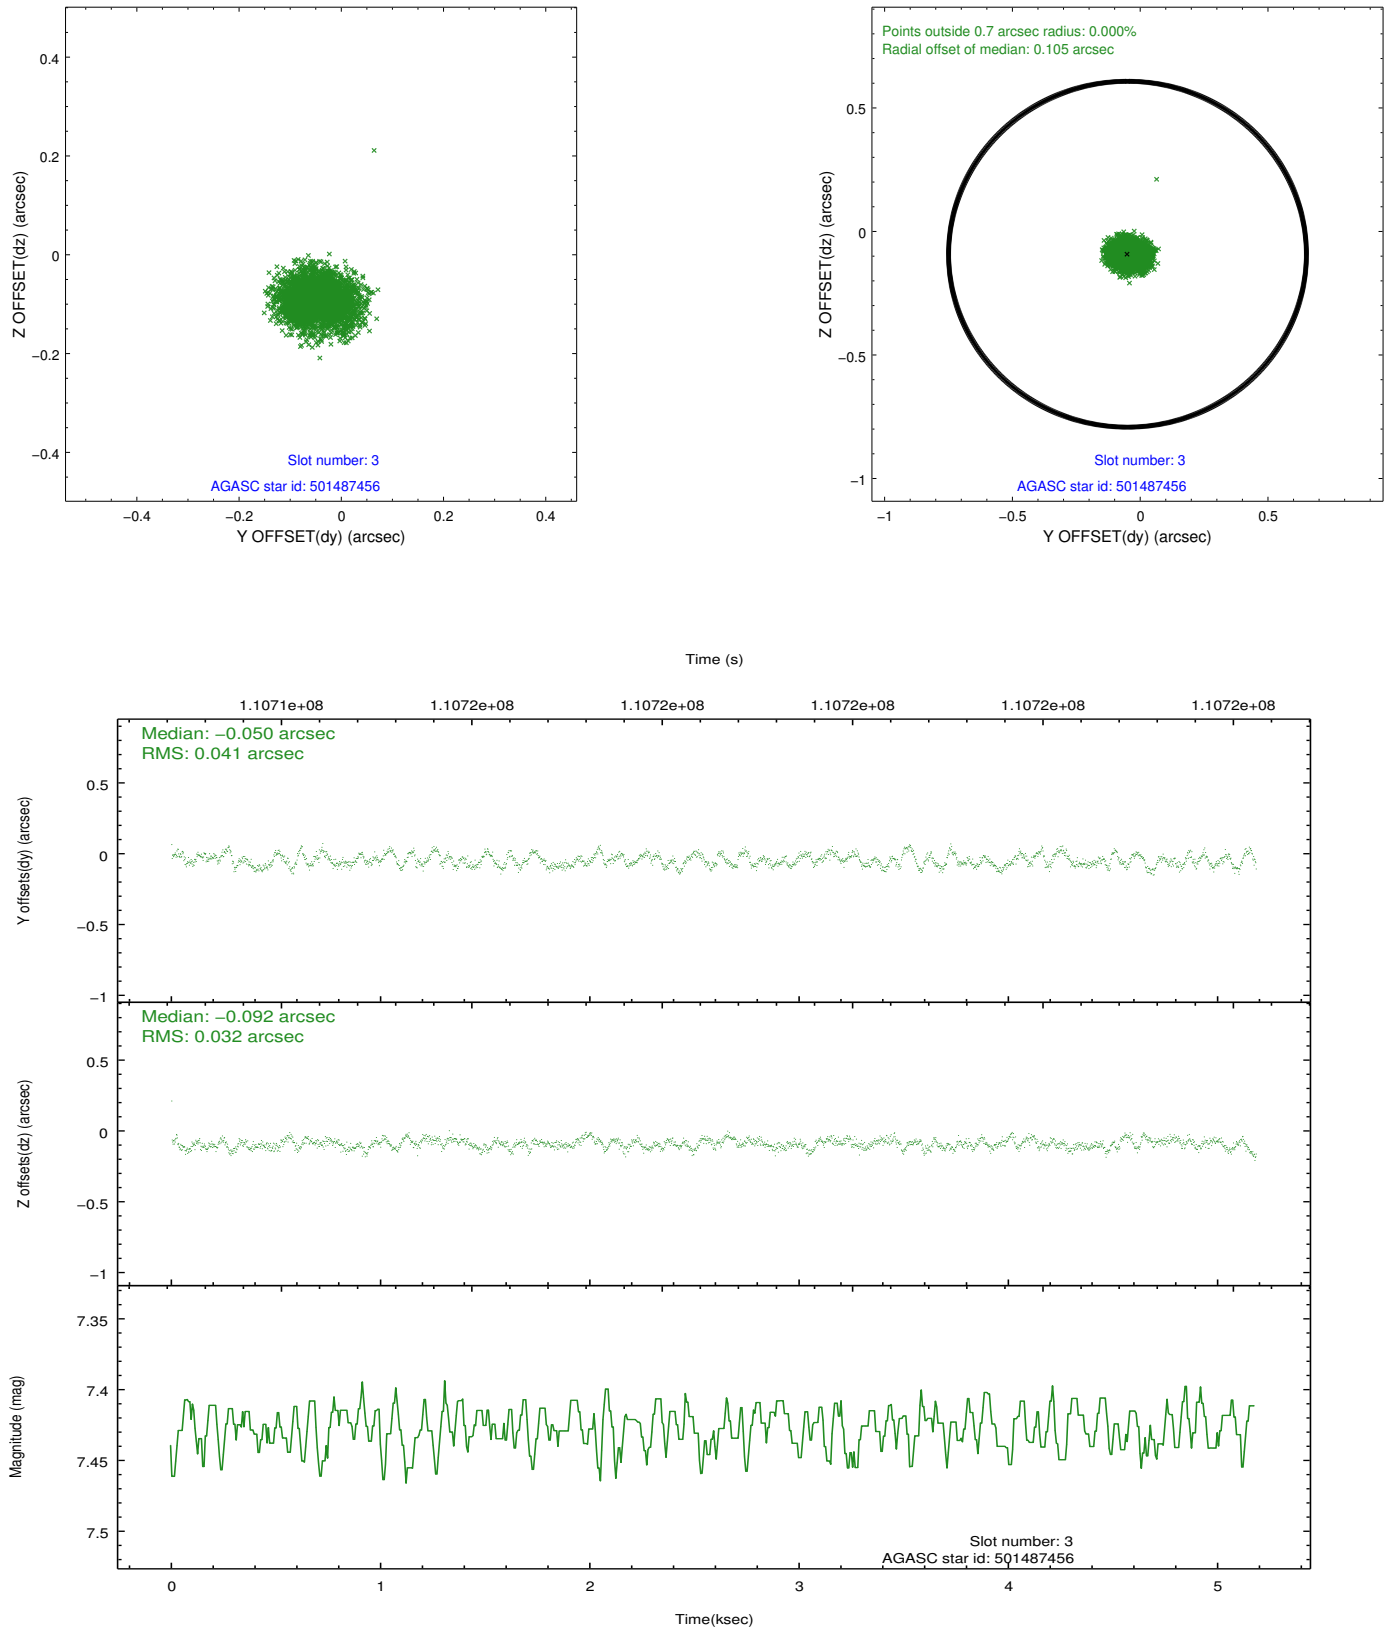 0.4
0.2
0
−0.2
−0.4
Z OFFSET(dz) (arcsec)
Slot number: 3
AGASC star id: 501487456
−0.4 −0.2 0 0.2 0.4
Y OFFSET(dy) (arcsec)
Points outside 0.7 arcsec radius: 0.000%
Radial offset of median: 0.105 arcsec
0.5
0
−0.5
−1
Z OFFSET(dz) (arcsec)
Slot number: 3
AGASC star id: 501487456
−1 −0.5 0 0.5
Y OFFSET(dy) (arcsec)
Time (s)
1.1071e+08 1.1072e+08 1.1072e+08 1.1072e+08 1.1072e+08 1.1072e+08
Median: −0.050 arcsec
RMS: 0.041 arcsec
0.5
0
−0.5
−1
Y offsets(dy) (arcsec)
Median: −0.092 arcsec
RMS: 0.032 arcsec
0.5
0
−0.5
−1
Z offsets(dz) (arcsec)
7.35
7.4
7.45
7.5
Magnitude (mag)
Slot number: 3
AGASC star id: 501487456
0 1 2 3 4 5
Time(ksec)